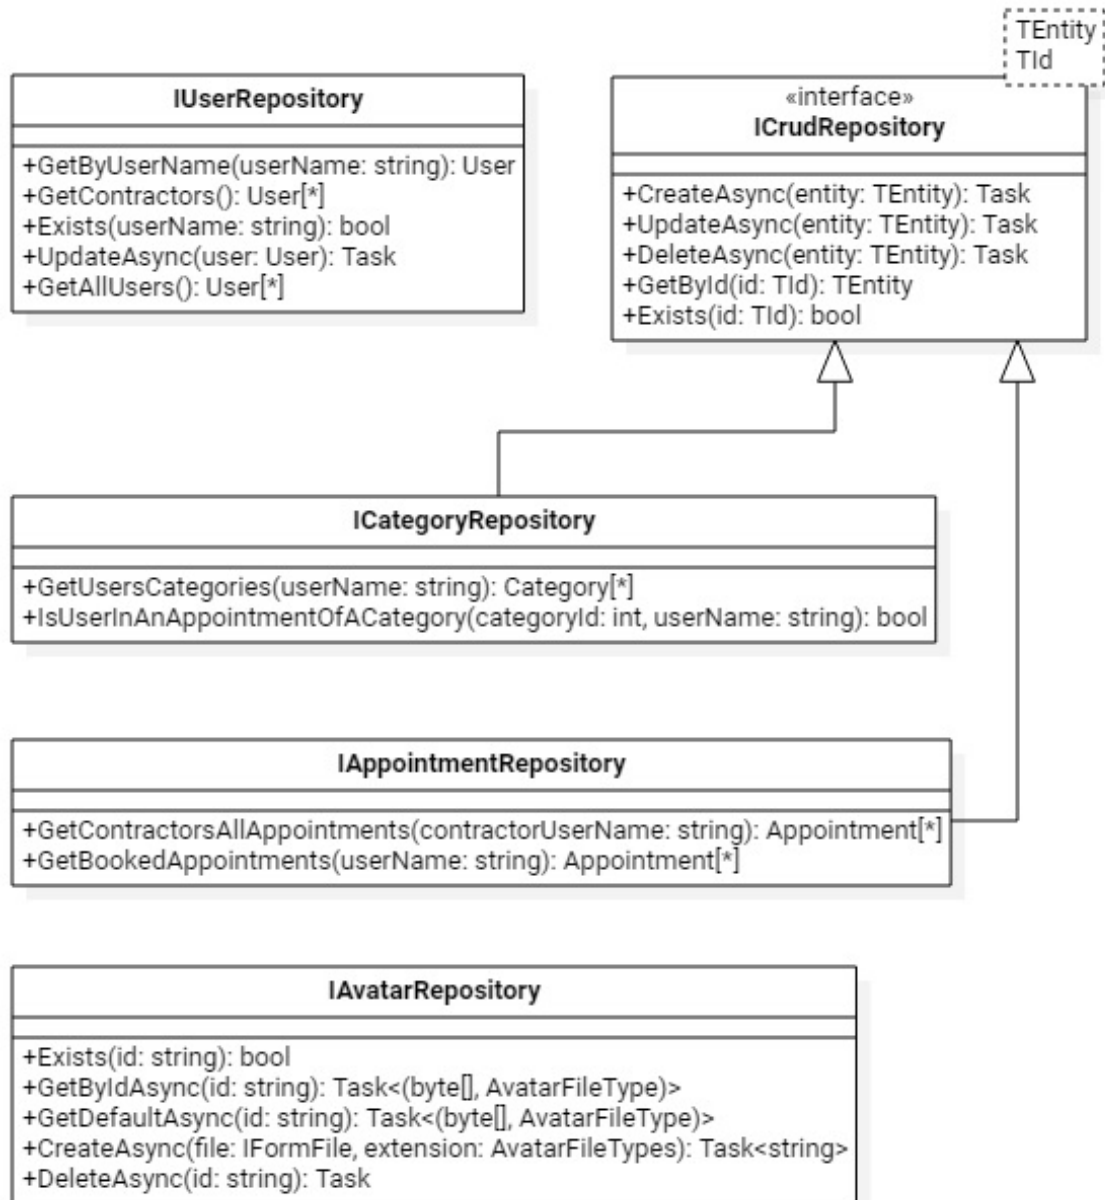 IUserRepository
+GetByUserName(userName: string): User
+GetContractors(): User[*]
+Exists(userName: string): bool
+UpdateAsync(user: User): Task
+GetAllUsers(): User[*]
TEntity
TId
«interface»
ICrudRepository
+CreateAsync(entity: TEntity): Task
+UpdateAsync(entity: TEntity): Task
+DeleteAsync(entity: TEntity): Task
+GetById(id: TId): TEntity
+Exists(id: TId): bool
ICategoryRepository
+GetUsersCategories(userName: string): Category[*]
+IsUserInAnAppointmentOfACategory(categoryId: int, userName: string): bool
IAppointmentRepository
+GetContractorsAllAppointments(contractorUserName: string): Appointment[*]
+GetBookedAppointments(userName: string): Appointment[*]
IAvatarRepository
+Exists(id: string): bool
+GetByIdAsync(id: string): Task<(byte[], AvatarFileType)>
+GetDefaultAsync(id: string): Task<(byte[], AvatarFileType)>
+CreateAsync(file: IFormFile, extension: AvatarFileTypes): Task<string>
+DeleteAsync(id: string): Task